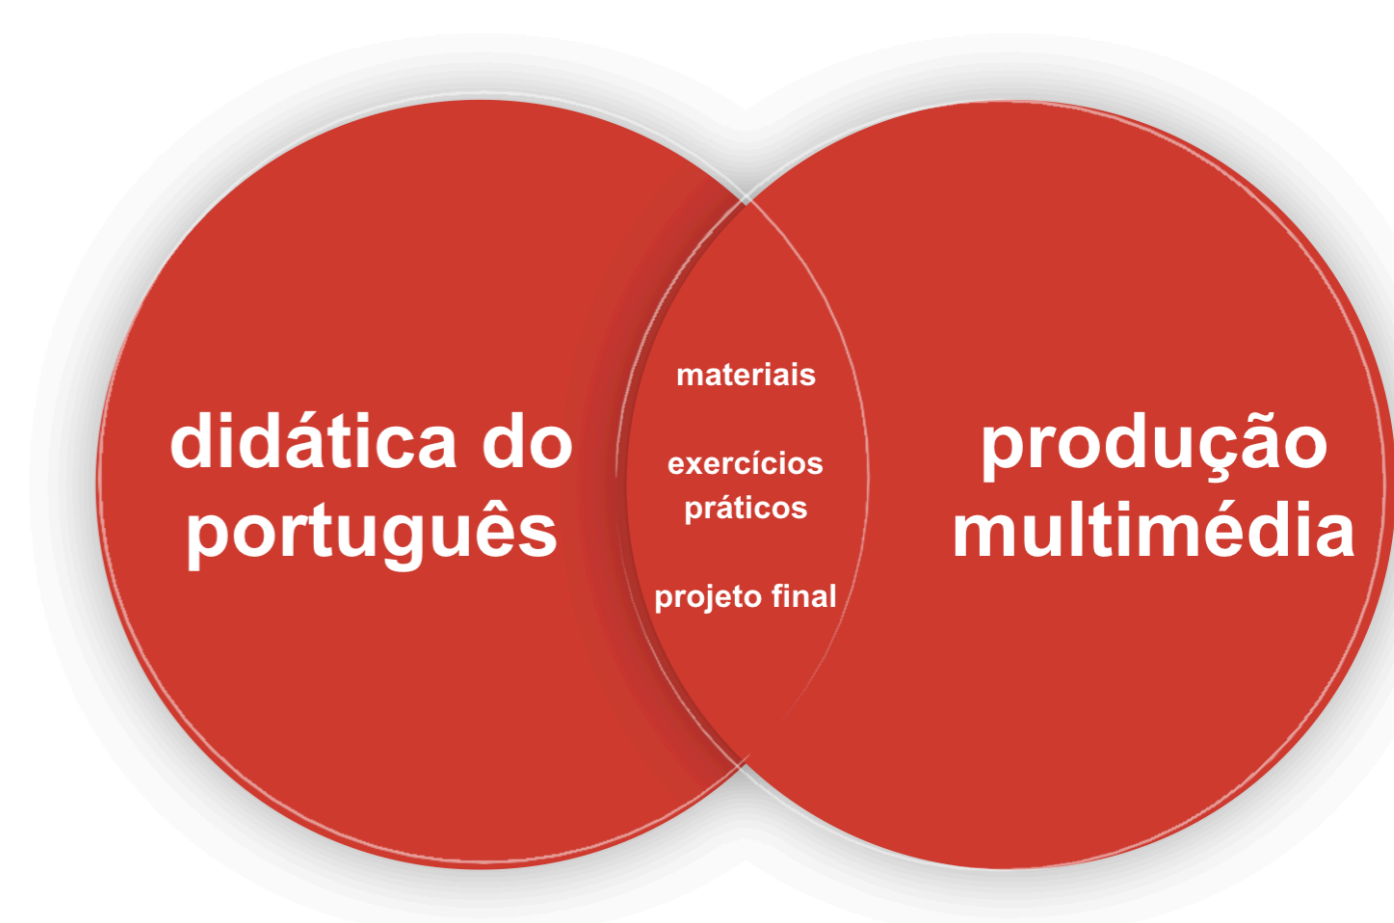 didática do
português
materiais
exercícios
práticos
projeto final
produção
multimédia